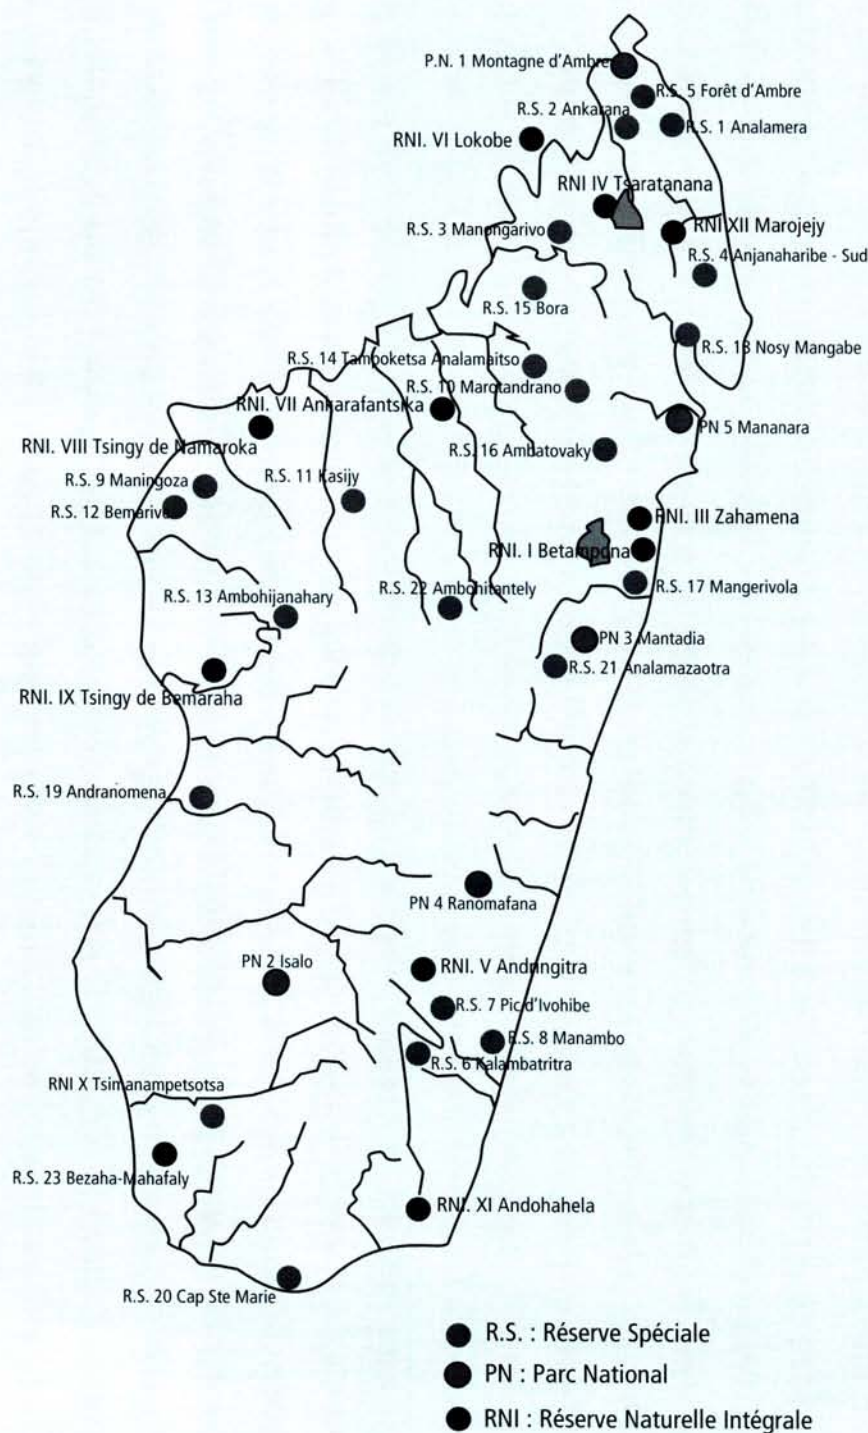 P.N. 1 Montagne d'Ambre
R.S. 5 Forêt d'Ambre
R.S. 2 Ankarana
R.S. 1 Analamera
RNI. VI Lokobe
RNI IV Tsaratanana
R.S. 3 Manongarivo
RNI XII Marojejy
R.S. 4 Anjanaharibe - Sud
R.S. 15 Bora
R.S. 18 Nosy Mangabe
R.S. 14 Tampoketsa Analamaitso
R.S. 10 Marotandrano
RNI. VII Ankarafantsika
PN 5 Mananara
RNI. VIII Tsingy de Namaroka
R.S. 16 Ambatovaky
R.S. 9 Maningoza
R.S. 11 Kasijy
R.S. 12 Bemarivo
RNI. III Zahamena
RNI. I Betampona
R.S. 17 Mangerivola
R.S. 13 Ambohijanahary
R.S. 22 Ambohitantely
PN 3 Mantadia
R.S. 21 Analamazaotra
RNI. IX Tsingy de Bemaraha
R.S. 19 Andranomena
PN 4 Ranomafana
PN 2 Isalo
RNI. V Andringitra
R.S. 7 Pic d'Ivohibe
R.S. 8 Manambo
R.S. 6 Kalambatritra
RNI X Tsimanampetsotsa
R.S. 23 Bezaha-Mahafaly
RNI. XI Andohahela
R.S. 20 Cap Ste Marie
R.S. : Réserve Spéciale
PN : Parc National
RNI : Réserve Naturelle Intégrale